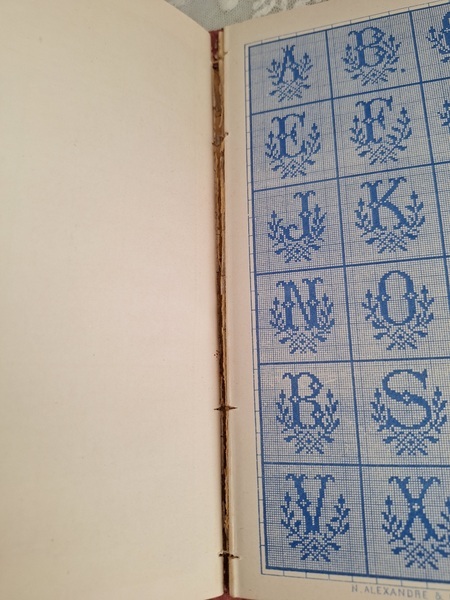 A B
E F
J K
N O
R S
V X
N. ALEXANDRE &